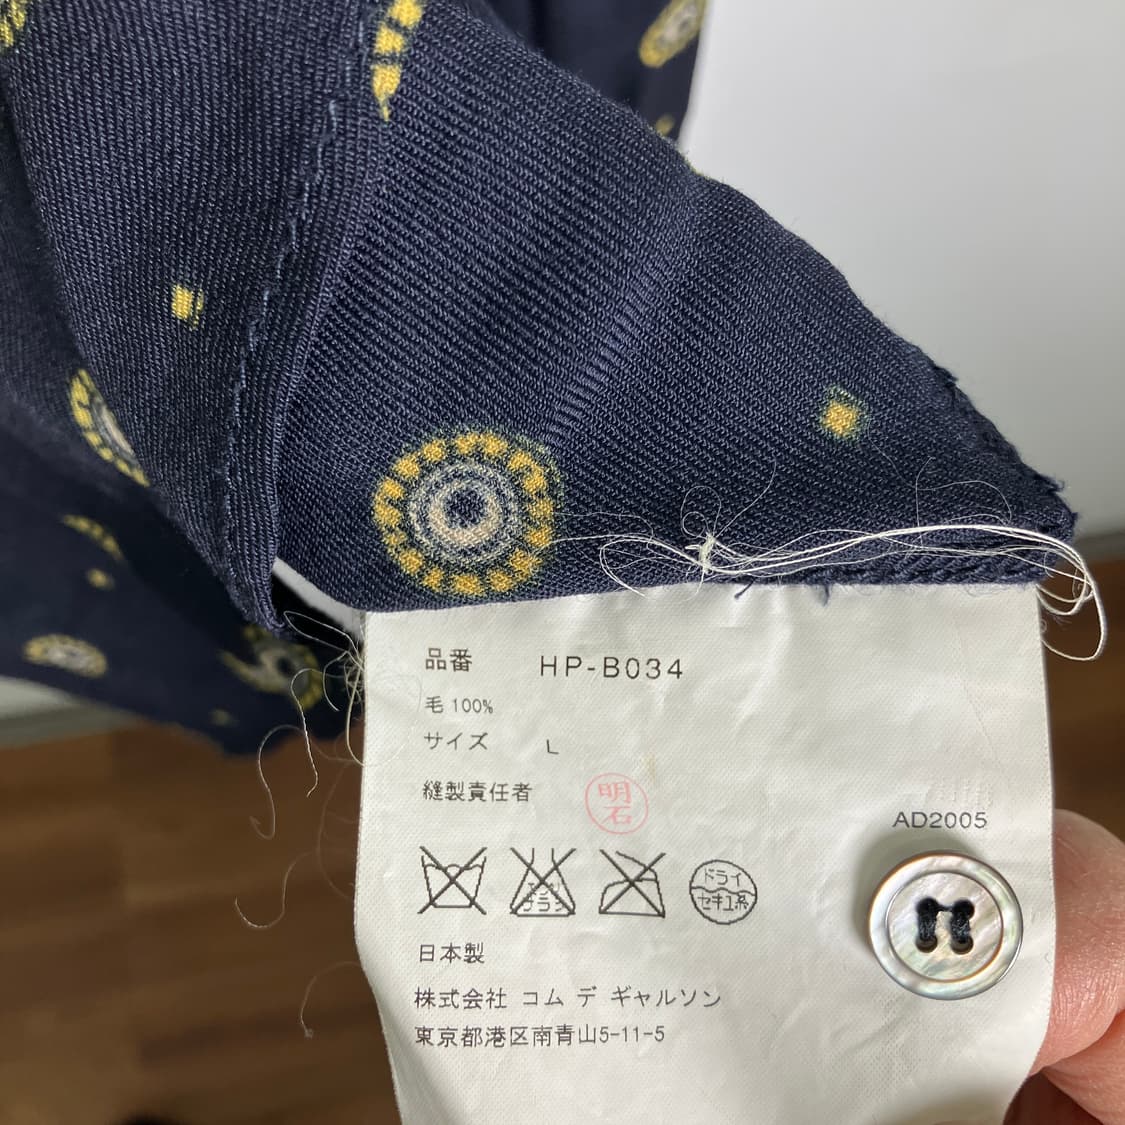 品番 HP-B034
毛 100%
サイズ L
縫製責任者 明石
AD2005
ドライ
セキユ系
日本製
株式会社 コム デ ギャルソン
東京都港区南青山5-11-5